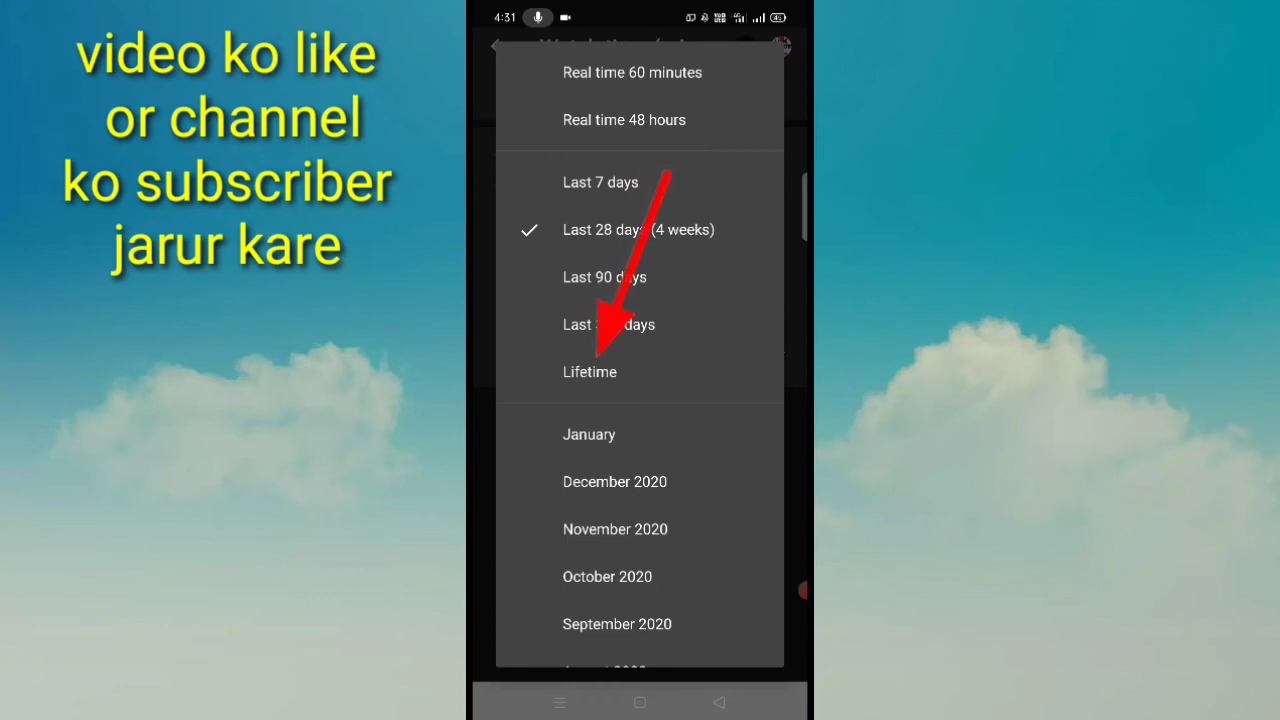 video ko like
or channel
ko subscriber
jarur kare
4:31
Real time 60 minutes
Real time 48 hours
Last 7 days
Last 28 days (4 weeks)
Last 90 days
Last days
Lifetime
January
December 2020
November 2020
October 2020
September 2020